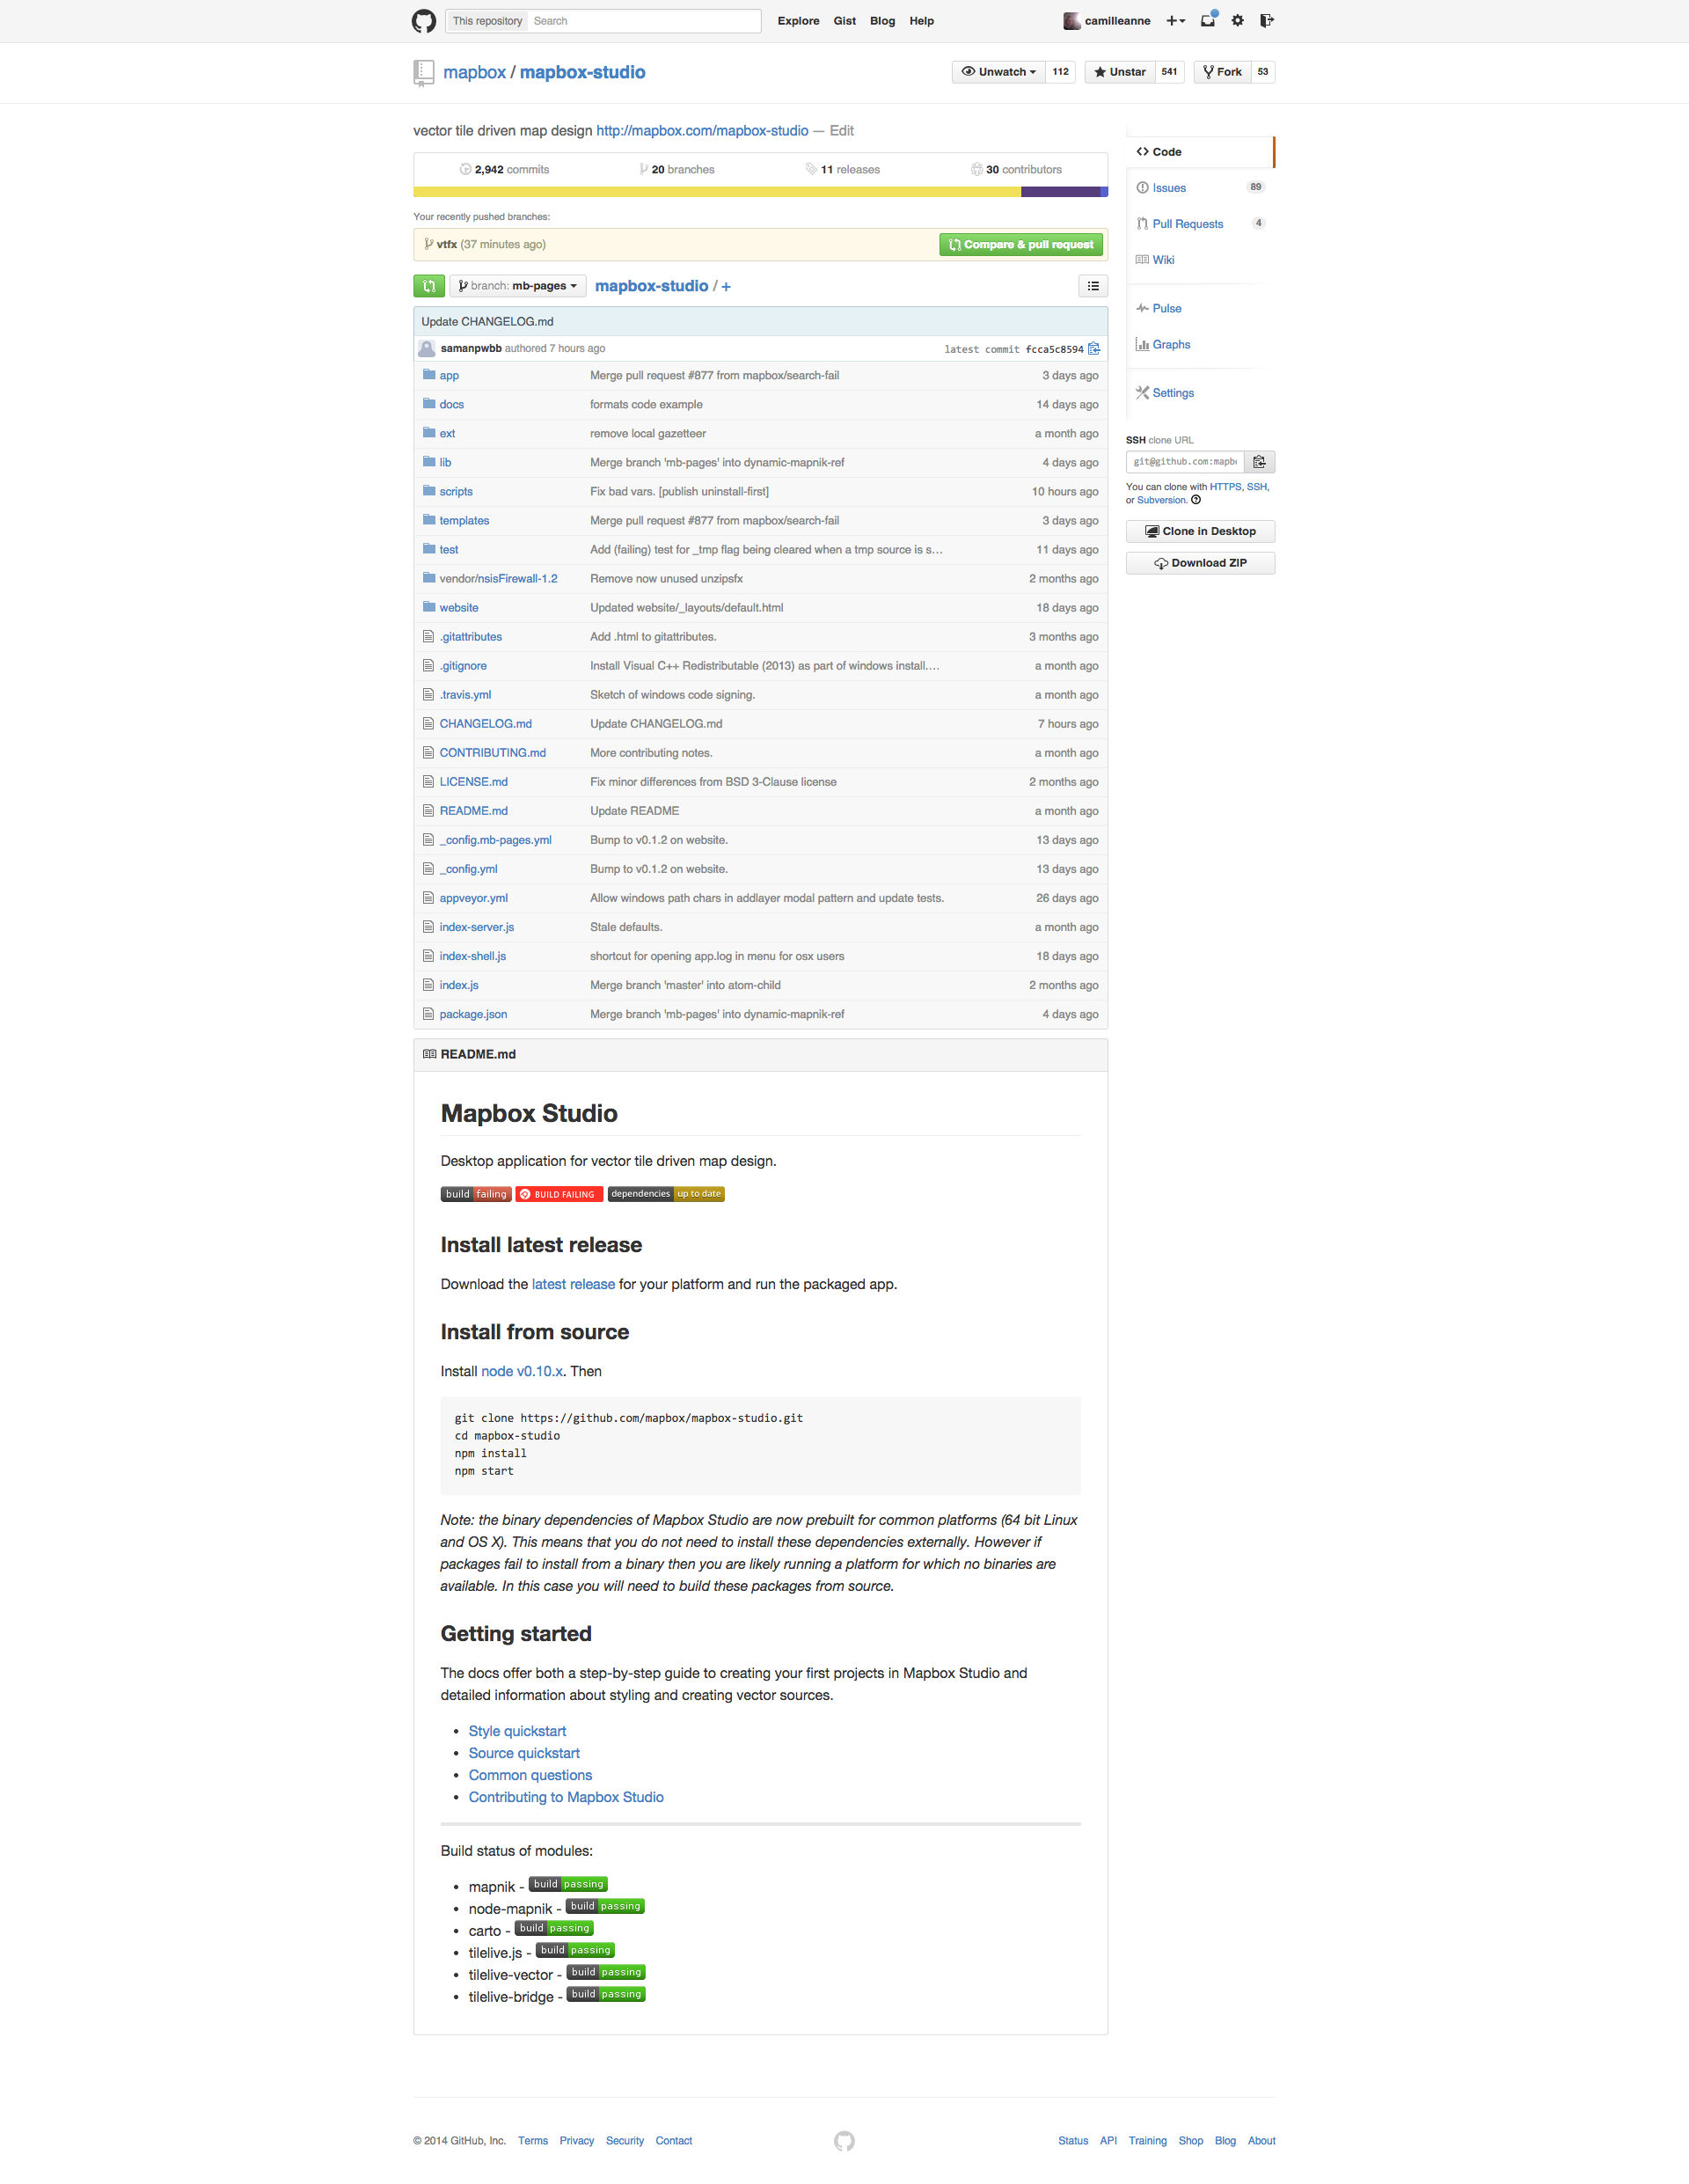 This repository Search Explore Gist Blog Help camilleanne
mapbox / mapbox-studio Unwatch 112 Unstar 541 Fork 53
vector tile driven map design http://mapbox.com/mapbox-studio — Edit
2,942 commits 20 branches 11 releases 30 contributors
Your recently pushed branches:
vtfx (37 minutes ago) Compare & pull request
branch: mb-pages mapbox-studio / +
Update CHANGELOG.md
samanpwbb authored 7 hours ago latest commit fcca5c8594
app Merge pull request #877 from mapbox/search-fail 3 days ago
docs formats code example 14 days ago
ext remove local gazetteer a month ago
lib Merge branch 'mb-pages' into dynamic-mapnik-ref 4 days ago
scripts Fix bad vars. [publish uninstall-first] 10 hours ago
templates Merge pull request #877 from mapbox/search-fail 3 days ago
test Add (failing) test for _tmp flag being cleared when a tmp source is s… 11 days ago
vendor/nsisFirewall-1.2 Remove now unused unzipsfx 2 months ago
website Updated website/_layouts/default.html 18 days ago
.gitattributes Add .html to gitattributes. 3 months ago
.gitignore Install Visual C++ Redistributable (2013) as part of windows install.… a month ago
.travis.yml Sketch of windows code signing. a month ago
CHANGELOG.md Update CHANGELOG.md 7 hours ago
CONTRIBUTING.md More contributing notes. a month ago
LICENSE.md Fix minor differences from BSD 3-Clause license 2 months ago
README.md Update README a month ago
_config.mb-pages.yml Bump to v0.1.2 on website. 13 days ago
_config.yml Bump to v0.1.2 on website. 13 days ago
appveyor.yml Allow windows path chars in addlayer modal pattern and update tests. 26 days ago
index-server.js Stale defaults. a month ago
index-shell.js shortcut for opening app.log in menu for osx users 18 days ago
index.js Merge branch 'master' into atom-child 2 months ago
package.json Merge branch 'mb-pages' into dynamic-mapnik-ref 4 days ago
Code
Issues 89
Pull Requests 4
Wiki
Pulse
Graphs
Settings
SSH clone URL
git@github.com:mapb
You can clone with HTTPS, SSH,
or Subversion.
Clone in Desktop
Download ZIP
README.md
Mapbox Studio
Desktop application for vector tile driven map design.
build failing BUILD FAILING dependencies up to date
Install latest release
Download the latest release for your platform and run the packaged app.
Install from source
Install node v0.10.x. Then
git clone https://github.com/mapbox/mapbox-studio.git
cd mapbox-studio
npm install
npm start
Note: the binary dependencies of Mapbox Studio are now prebuilt for common platforms (64 bit Linux
and OS X). This means that you do not need to install these dependencies externally. However if
packages fail to install from a binary then you are likely running a platform for which no binaries are
available. In this case you will need to build these packages from source.
Getting started
The docs offer both a step-by-step guide to creating your first projects in Mapbox Studio and
detailed information about styling and creating vector sources.
• Style quickstart
• Source quickstart
• Common questions
• Contributing to Mapbox Studio
Build status of modules:
• mapnik - build passing
• node-mapnik - build passing
• carto - build passing
• tilelive.js - build passing
• tilelive-vector - build passing
• tilelive-bridge - build passing
© 2014 GitHub, Inc. Terms Privacy Security Contact Status API Training Shop Blog About